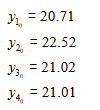 y₁₀ = 20.71
y₂₀ = 22.52
y₃₀ = 21.02
y₄₀ = 21.01